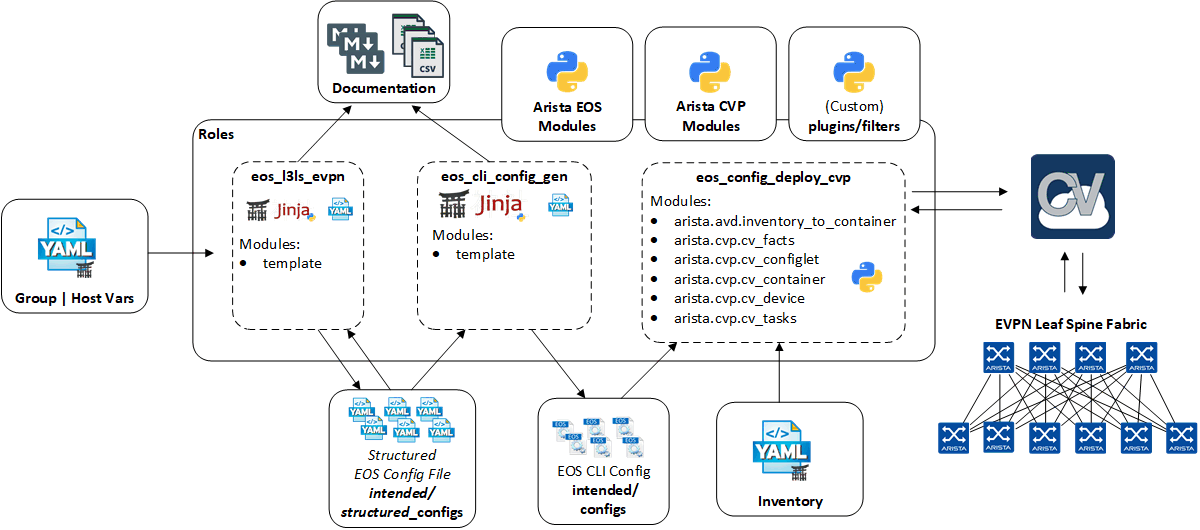 M↓
M↓
M↓
CSV
Documentation
Arista EOS
Modules
Arista CVP
Modules
(Custom)
plugins/filters
Roles
eos_l3ls_evpn
Jinja
YAML
Modules:
• template
eos_cli_config_gen
Jinja
YAML
Modules:
• template
eos_config_deploy_cvp
Modules:
• arista.avd.inventory_to_container
• arista.cvp.cv_facts
• arista.cvp.cv_configlet
• arista.cvp.cv_container
• arista.cvp.cv_device
• arista.cvp.cv_tasks
CV
YAML
Group | Host Vars
EVPN Leaf Spine Fabric
ARISTA
ARISTA
ARISTA
ARISTA
ARISTA
ARISTA
ARISTA
ARISTA
ARISTA
ARISTA
YAML
YAML
YAML
YAML
YAML
YAML
Structured
EOS Config File
intended/
structured_configs
EOS
EOS
EOS
EOS
EOS
EOS
EOS CLI Config
intended/
configs
YAML
Inventory